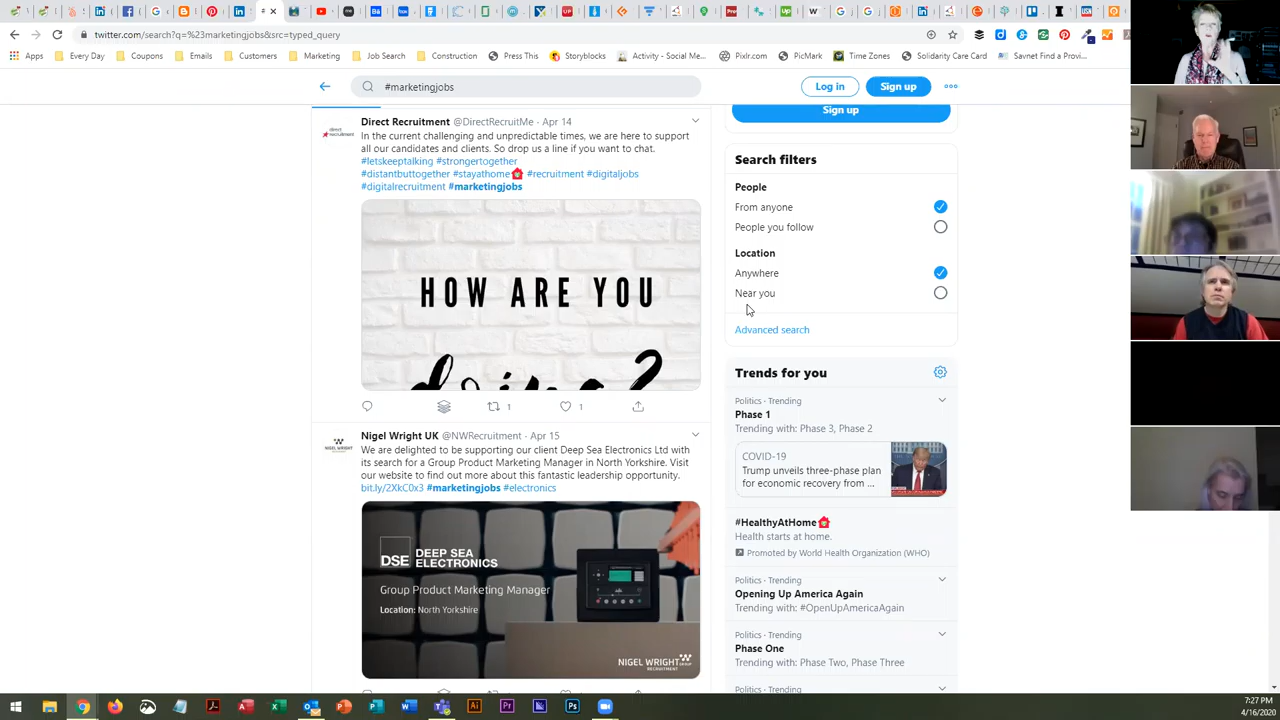 twitter.com/search?q=%23marketingjobs&src=typed_query
Apps
Every Day
Coupons
Emails
Customers
Marketing
Job Search
Press This
Activity - Social M...
Pixlr.com
PicMark
Time Zones
Solidarity Care Card
Savnet Find a Provi...
#marketingjobs
Log in
Sign up
Direct Recruitment @DirectRecruitMe · Apr 14
In the current challenging and unpredictable times, we are here to support
all our candidates and clients. So drop us a line if you want to chat.
#letskeeptalking #strongertogether
#distantbuttogether #stayathome #recruitment #digitaljobs
#digitalrecruitment #marketingjobs
HOW ARE YOU
1
1
Nigel Wright UK @NWRecruitment · Apr 15
We are delighted to be supporting our client Deep Sea Electronics Ltd with
its search for a Group Product Marketing Manager in North Yorkshire. Visit
our website to find out more about this fantastic leadership opportunity.
bit.ly/2XkC0x3 #marketingjobs #electronics
DSE DEEP SEA
ELECTRONICS
Group Product Marketing Manager
Location: North Yorkshire
NIGEL WRIGHT
RECRUITMENT
Sign up
Search filters
People
From anyone
People you follow
Location
Anywhere
Near you
Advanced search
Trends for you
Politics · Trending
Phase 1
Trending with: Phase 3, Phase 2
COVID-19
Trump unveils three-phase plan
for economic recovery from ...
#HealthyAtHome
Health starts at home.
Promoted by World Health Organization (WHO)
Politics · Trending
Opening Up America Again
Trending with: #OpenUpAmericaAgain
Politics · Trending
Phase One
Trending with: Phase Two, Phase Three
Politics · Trending
7:27 PM
4/16/2020